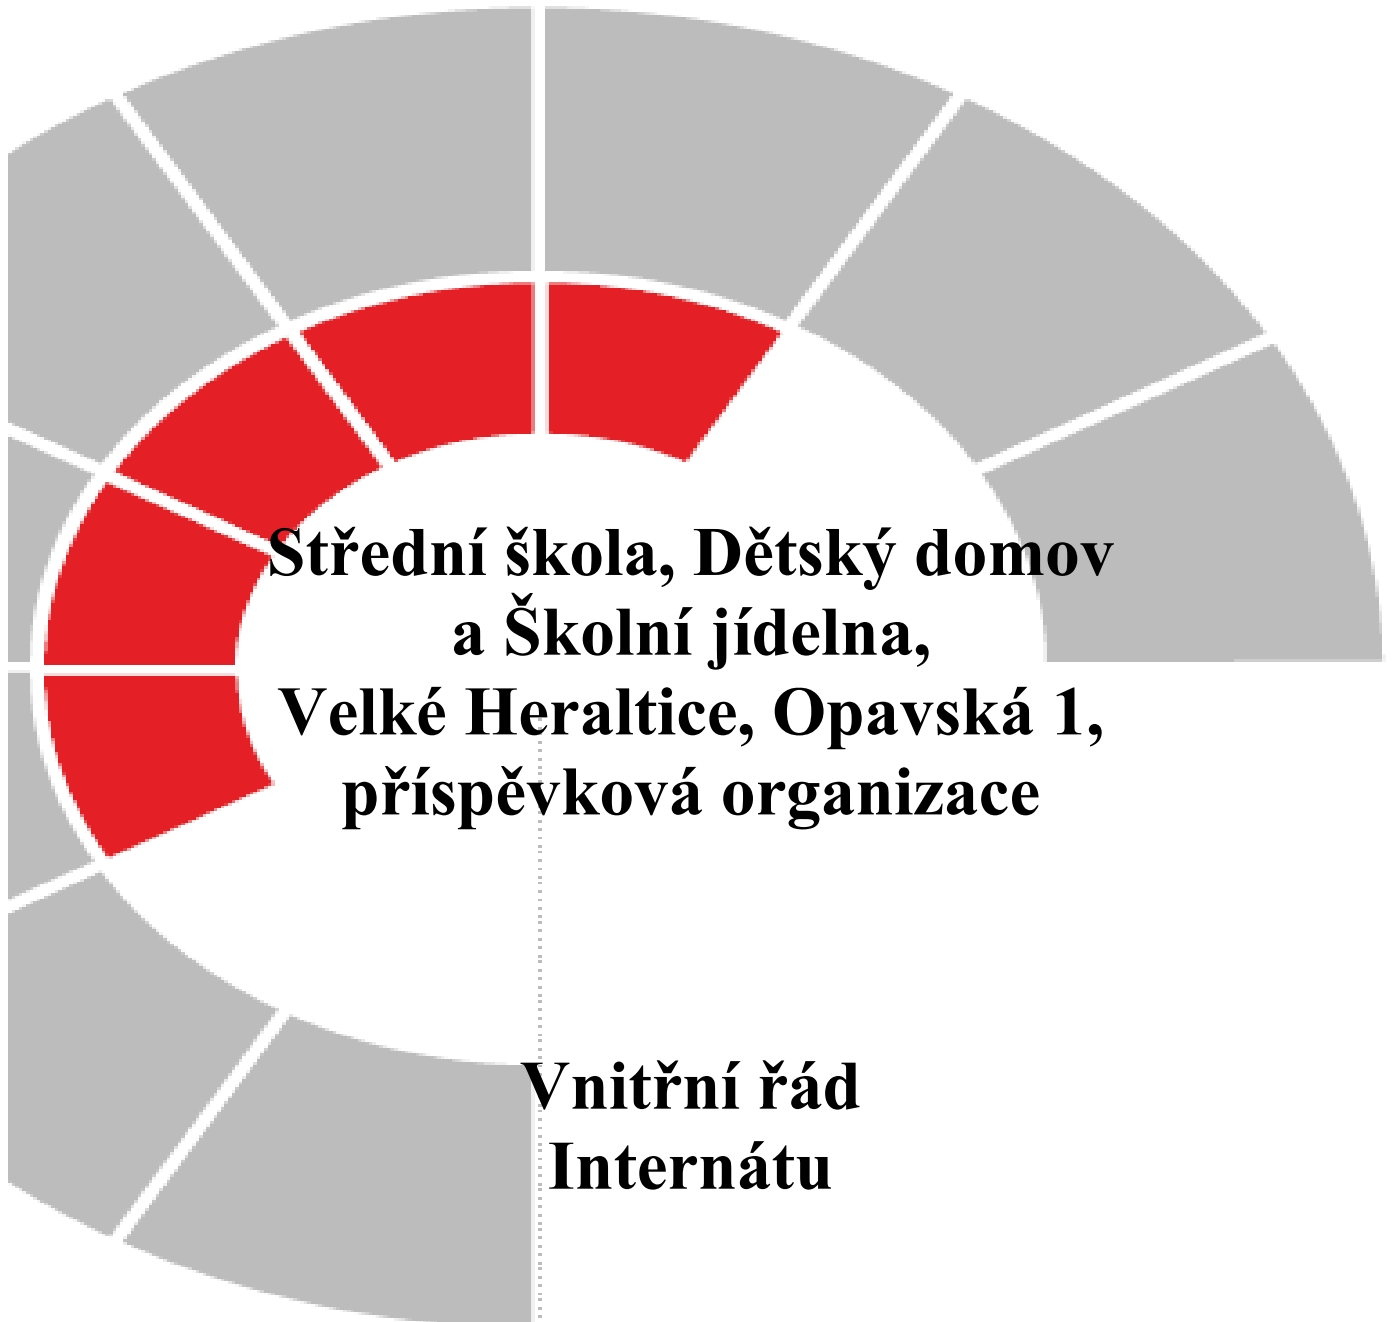 Střední škola, Dětský domov
a Školní jídelna,
Velké Heraltice, Opavská 1,
příspěvková organizace
Vnitřní řád
Internátu